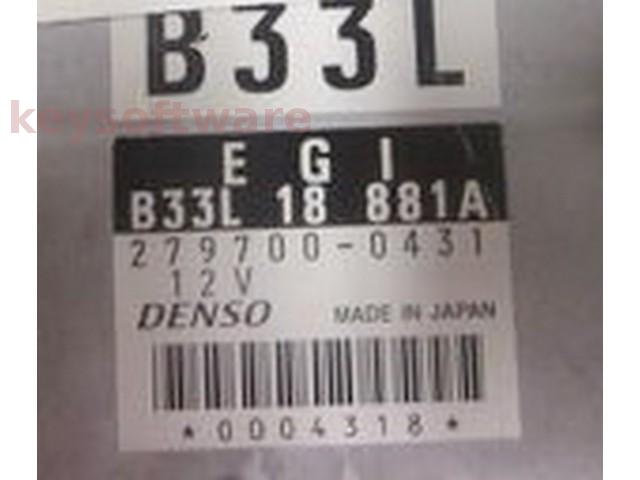 B33L
keysoftware
E G I
B33L 18 881A
279700-0431
12V
DENSO MADE IN JAPAN
*0004318*